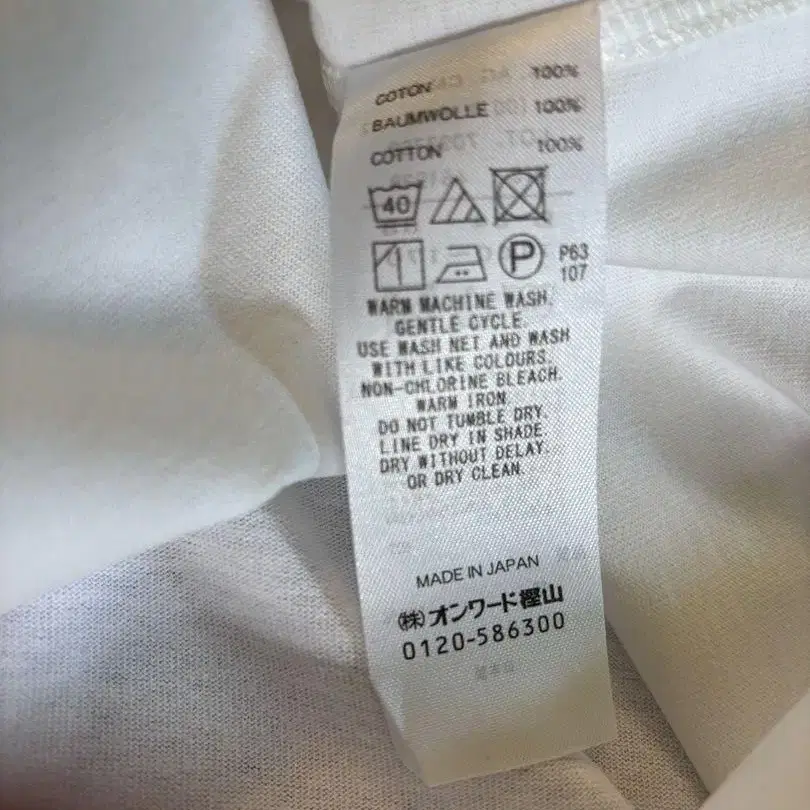 COTON 100%
BAUMWOLLE 100%
COTTON 100%
40
P P63
107
WARM MACHINE WASH.
GENTLE CYCLE.
USE WASH NET AND WASH
WITH LIKE COLOURS.
NON-CHLORINE BLEACH.
WARM IRON
DO NOT TUMBLE DRY.
LINE DRY IN SHADE.
DRY WITHOUT DELAY.
OR DRY CLEAN.
MADE IN JAPAN
㈱オンワード樫山
0120-586300